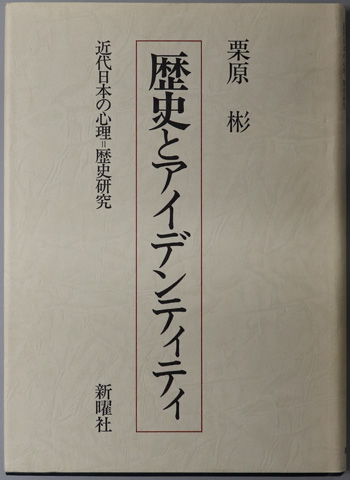 栗原 彬
歴史とアイデンティティ
近代日本の心理=歴史研究
新曜社